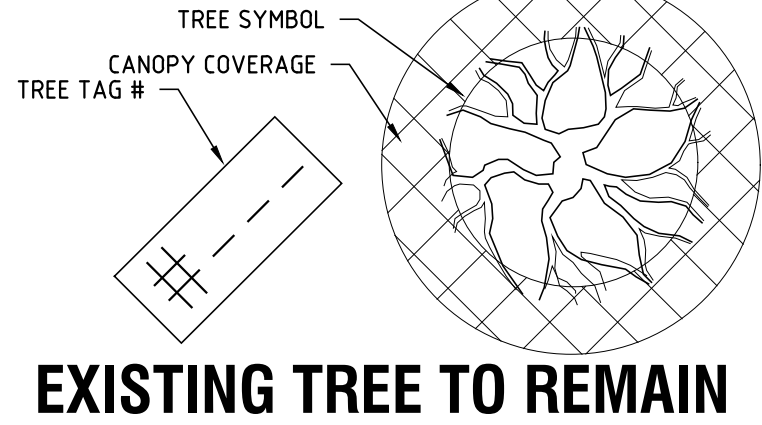 TREE SYMBOL
CANOPY COVERAGE
TREE TAG #
# _ _ _
EXISTING TREE TO REMAIN